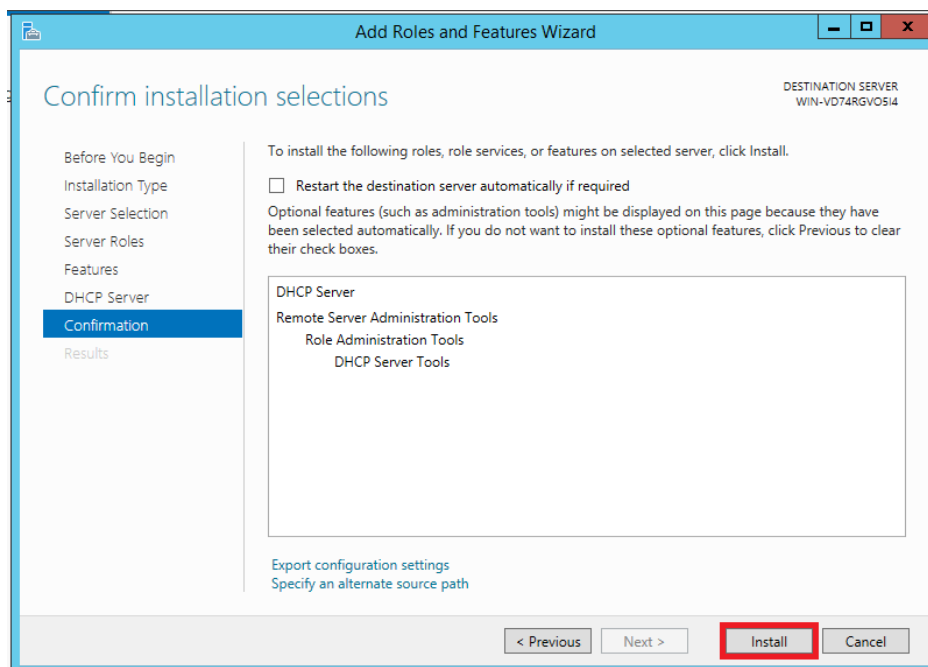 Add Roles and Features Wizard
Confirm installation selections
DESTINATION SERVER
WIN-VD74RGVO5I4
Before You Begin
Installation Type
Server Selection
Server Roles
Features
DHCP Server
Confirmation
Results
To install the following roles, role services, or features on selected server, click Install.
Restart the destination server automatically if required
Optional features (such as administration tools) might be displayed on this page because they have
been selected automatically. If you do not want to install these optional features, click Previous to clear
their check boxes.
DHCP Server
Remote Server Administration Tools
Role Administration Tools
DHCP Server Tools
Export configuration settings
Specify an alternate source path
< Previous
Next >
Install
Cancel